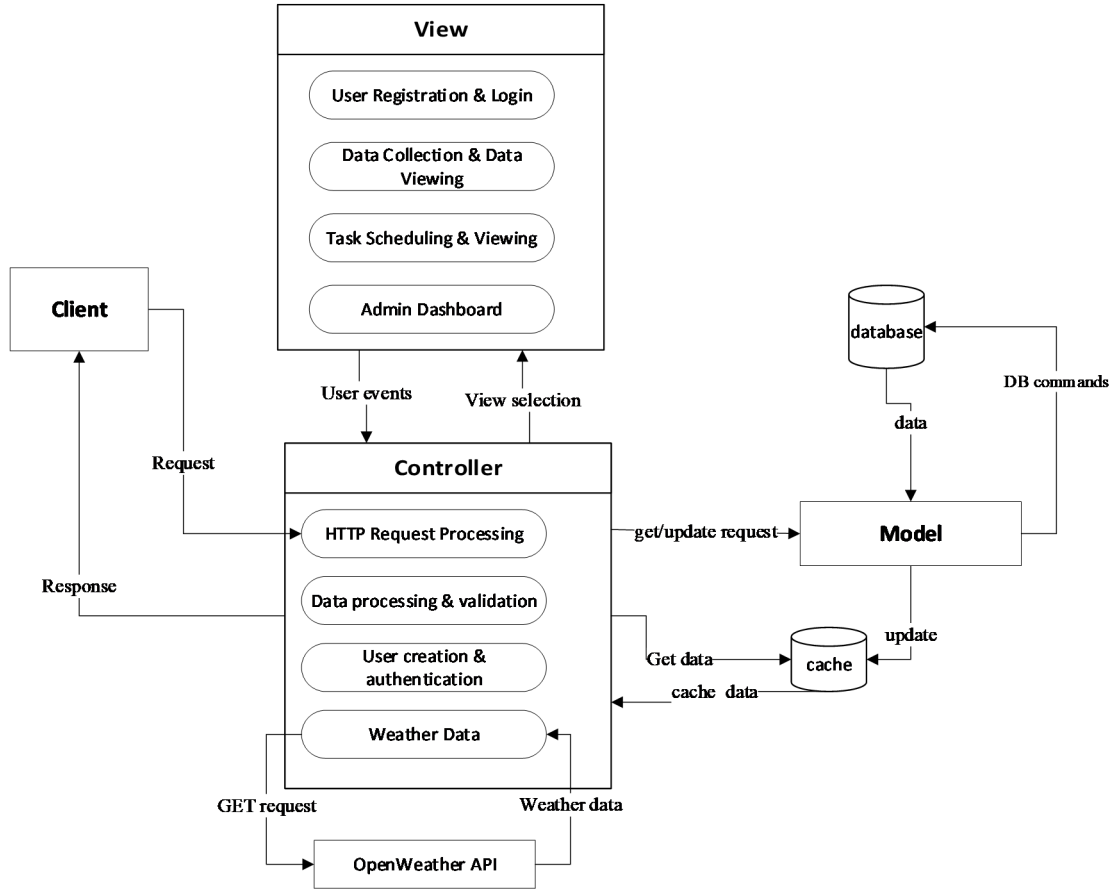 View
User Registration & Login
Data Collection & Data
Viewing
Task Scheduling & Viewing
Admin Dashboard
Client
database
DB commands
User events
View selection
data
Request
Controller
HTTP Request Processing
get/update request
Model
Response
Data processing & validation
update
User creation &
authentication
Get data
cache
cache data
Weather Data
GET request
Weather data
OpenWeather API